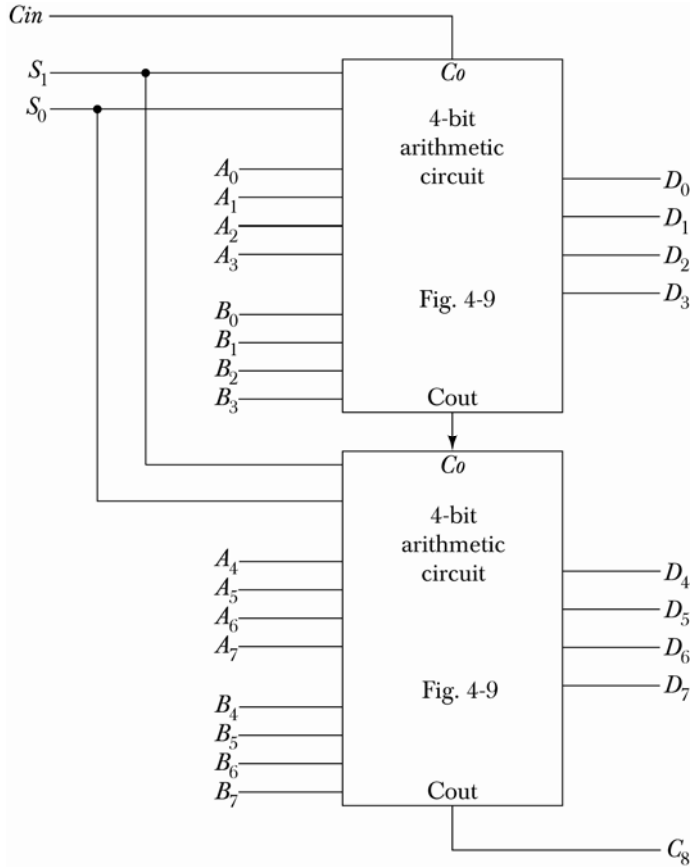 Cin
S₁
Co
S₀
4-bit
arithmetic
circuit
A₀
D₀
A₁
D₁
A₂
D₂
A₃
D₃
Fig. 4-9
B₀
B₁
B₂
B₃
Cout
Co
4-bit
arithmetic
circuit
A₄
D₄
A₅
D₅
A₆
D₆
A₇
D₇
Fig. 4-9
B₄
B₅
B₆
B₇
Cout
C₈